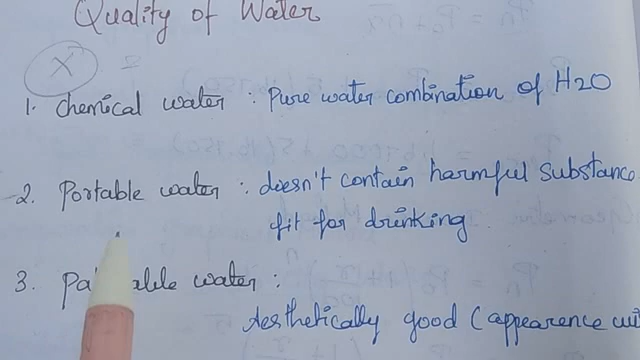 Quality of Water
X
1. Chemical water : Pure water combination of H2O
2. Portable water : doesn't contain harmful substance
fit for drinking
3. water :
Aesthetically good (appearence